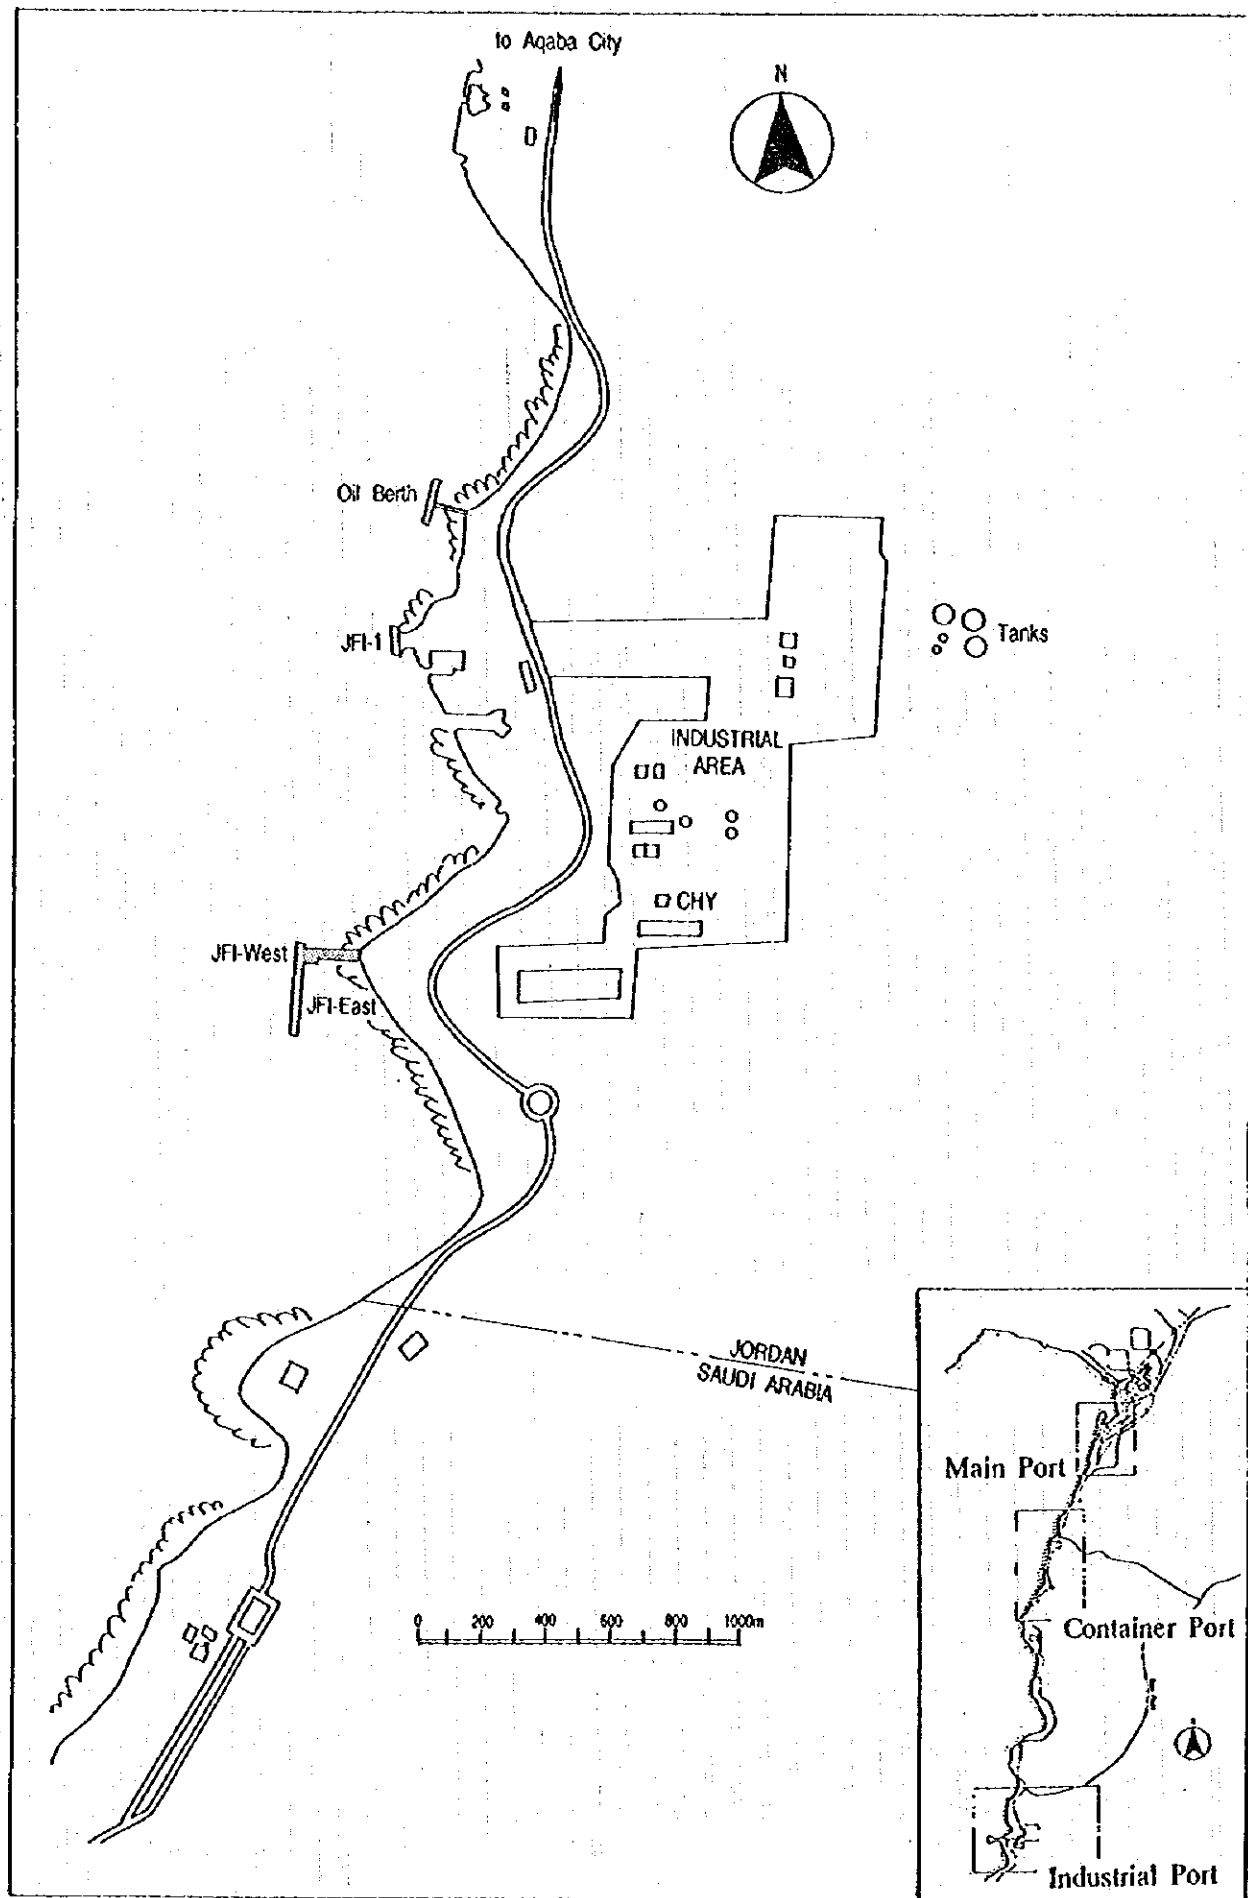 to Aqaba City
N
Oil Berth
JFI-1
Tanks
INDUSTRIAL
AREA
CHY
JFI-West
JFI-East
JORDAN
SAUDI ARABIA
0 200 400 600 800 1000m
Main Port
Container Port
Industrial Port